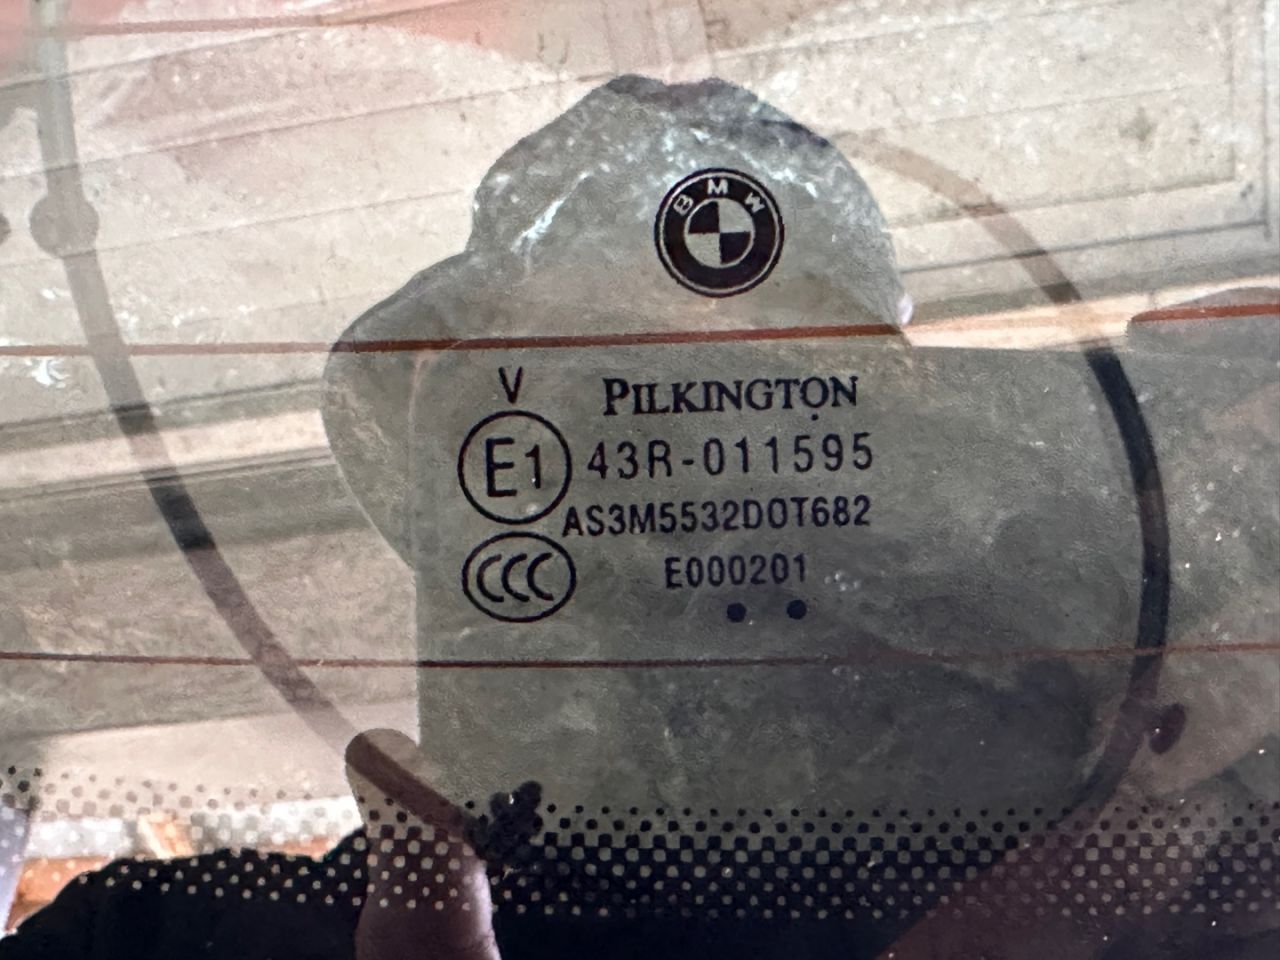 BMW
V
PILKINGTON
E1 43R-011595
AS3M5532DOT682
CCC E000201